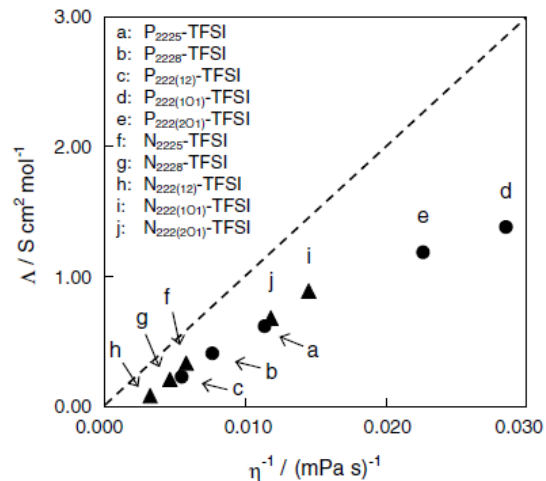 3.00
a: P2225-TFSI
b: P2228-TFSI
c: P222(12)-TFSI
d: P222(1O1)-TFSI
e: P222(2O1)-TFSI
f: N2225-TFSI
g: N2228-TFSI
h: N222(12)-TFSI
i: N222(1O1)-TFSI
j: N222(2O1)-TFSI
2.00
Λ / S cm² mol⁻¹
d
e
i
j
1.00
f
g
a
h
b
c
0.00
0.000 0.010 0.020 0.030
η⁻¹ / (mPa s)⁻¹